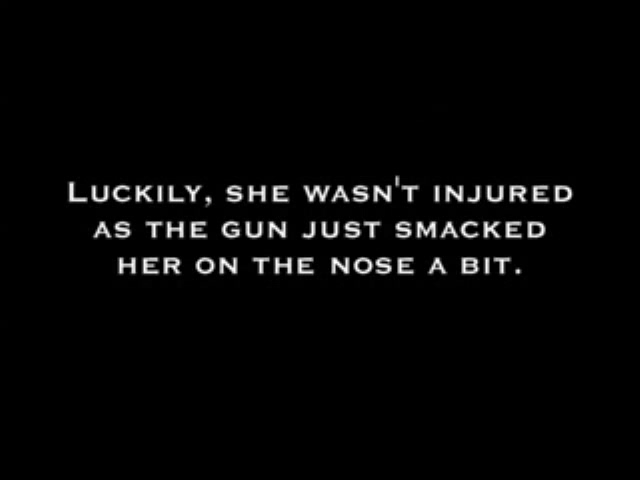 Luckily, she wasn't injured
as the gun just smacked
her on the nose a bit.